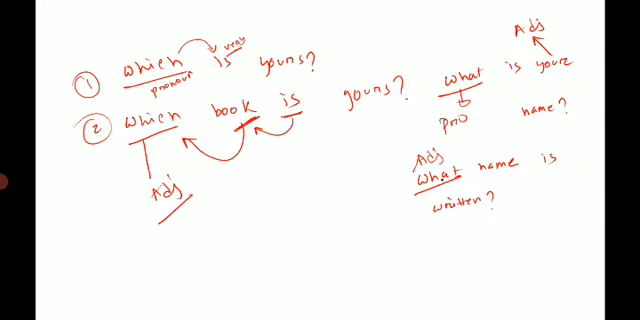 ① which is yours?
verb
pronoun
② which book is yours?
Adj
Adj
what is your
pro name?
Adj
what name is
written?